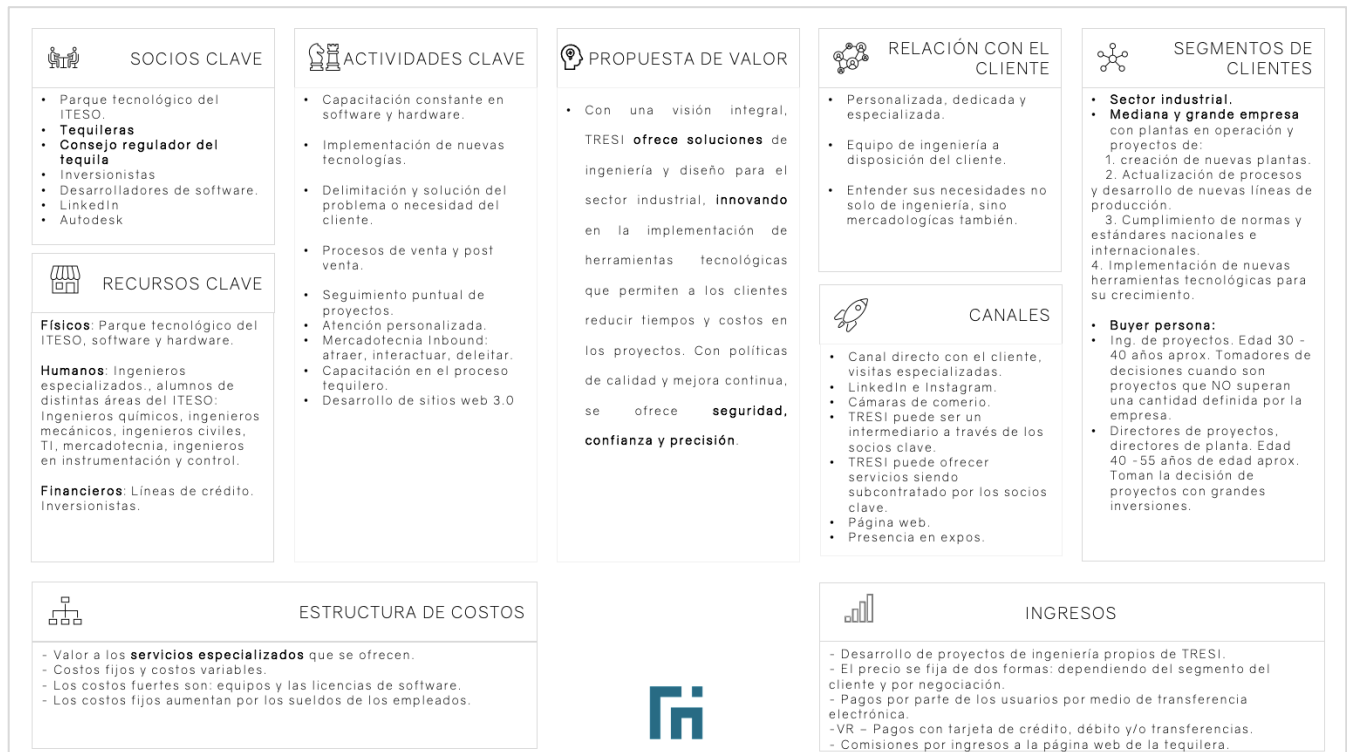 SOCIOS CLAVE
• Parque tecnológico del
ITESO.
• Tequileras
• Consejo regulador del
tequila
• Inversionistas
• Desarrolladores de software.
• LinkedIn
• Autodesk
RECURSOS CLAVE
Físicos: Parque tecnológico del
ITESO, software y hardware.
Humanos: Ingenieros
especializados., alumnos de
distintas áreas del ITESO:
Ingenieros químicos, ingenieros
mecánicos, ingenieros civiles,
TI, mercadotecnia, ingenieros
en instrumentación y control.
Financieros: Líneas de crédito.
Inversionistas.
ACTIVIDADES CLAVE
• Capacitación constante en
software y hardware.
• Implementación de nuevas
tecnologías.
• Delimitación y solución del
problema o necesidad del
cliente.
• Procesos de venta y post
venta.
• Seguimiento puntual de
proyectos.
• Atención personalizada.
• Mercadotecnia Inbound:
atraer, interactuar, deleitar.
• Capacitación en el proceso
tequilero.
• Desarrollo de sitios web 3.0
PROPUESTA DE VALOR
• Con una visión integral,
TRESI ofrece soluciones de
ingeniería y diseño para el
sector industrial, innovando
en la implementación de
herramientas tecnológicas
que permiten a los clientes
reducir tiempos y costos en
los proyectos. Con políticas
de calidad y mejora continua,
se ofrece seguridad,
confianza y precisión.
RELACIÓN CON EL
CLIENTE
• Personalizada, dedicada y
especializada.
• Equipo de ingeniería a
disposición del cliente.
• Entender sus necesidades no
solo de ingeniería, sino
mercadologícas también.
CANALES
• Canal directo con el cliente,
visitas especializadas.
• LinkedIn e Instagram.
• Cámaras de comerio.
• TRESI puede ser un
intermediario a través de los
socios clave.
• TRESI puede ofrecer
servicios siendo
subcontratado por los socios
clave.
• Página web.
• Presencia en expos.
SEGMENTOS DE
CLIENTES
• Sector industrial.
• Mediana y grande empresa
con plantas en operación y
proyectos de:
1. creación de nuevas plantas.
2. Actualización de procesos
y desarrollo de nuevas líneas de
producción.
3. Cumplimiento de normas y
estándares nacionales e
internacionales.
4. Implementación de nuevas
herramientas tecnológicas para
su crecimiento.
• Buyer persona:
• Ing. de proyectos. Edad 30 -
40 años aprox. Tomadores de
decisiones cuando son
proyectos que NO superan
una cantidad definida por la
empresa.
• Directores de proyectos,
directores de planta. Edad
40 -55 años de edad aprox.
Toman la decisión de
proyectos con grandes
inversiones.
ESTRUCTURA DE COSTOS
- Valor a los servicios especializados que se ofrecen.
- Costos fijos y costos variables.
- Los costos fuertes son: equipos y las licencias de software.
- Los costos fijos aumentan por los sueldos de los empleados.
INGRESOS
- Desarrollo de proyectos de ingeniería propios de TRESI.
- El precio se fija de dos formas: dependiendo del segmento del
cliente y por negociación.
- Pagos por parte de los usuarios por medio de transferencia
electrónica.
-VR – Pagos con tarjeta de crédito, débito y/o transferencias.
- Comisiones por ingresos a la página web de la tequilera.